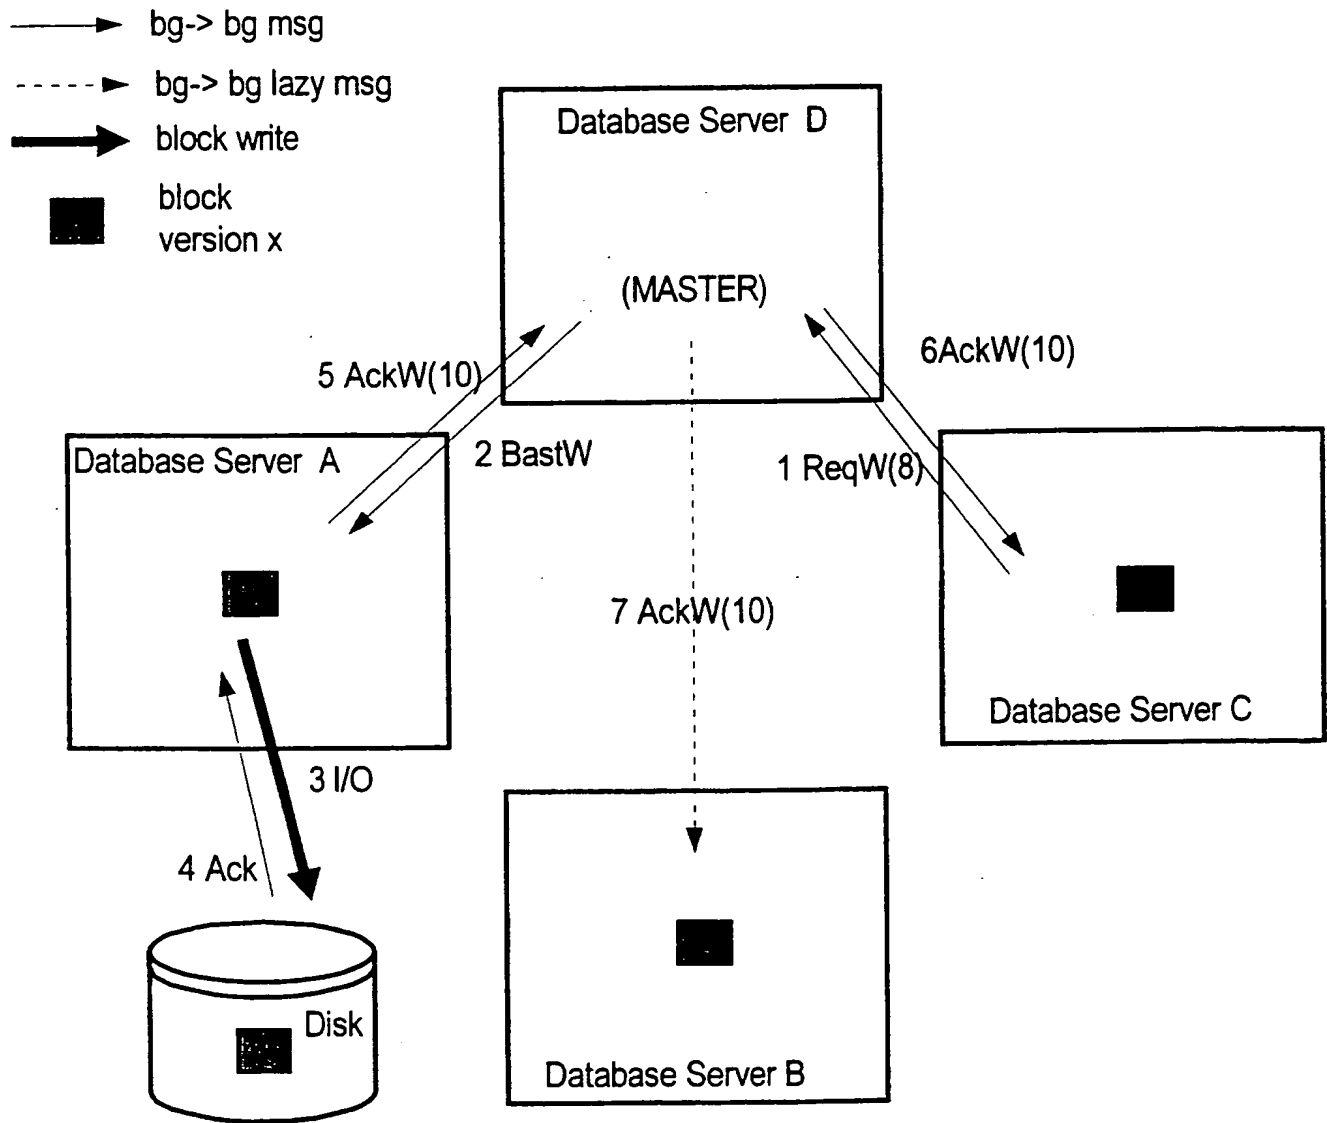 bg-> bg msg
bg-> bg lazy msg
block write
block
version x
Database Server D
(MASTER)
5 AckW(10)
6AckW(10)
2 BastW
1 ReqW(8)
Database Server A
7 AckW(10)
Database Server C
3 I/O
4 Ack
Disk
Database Server B